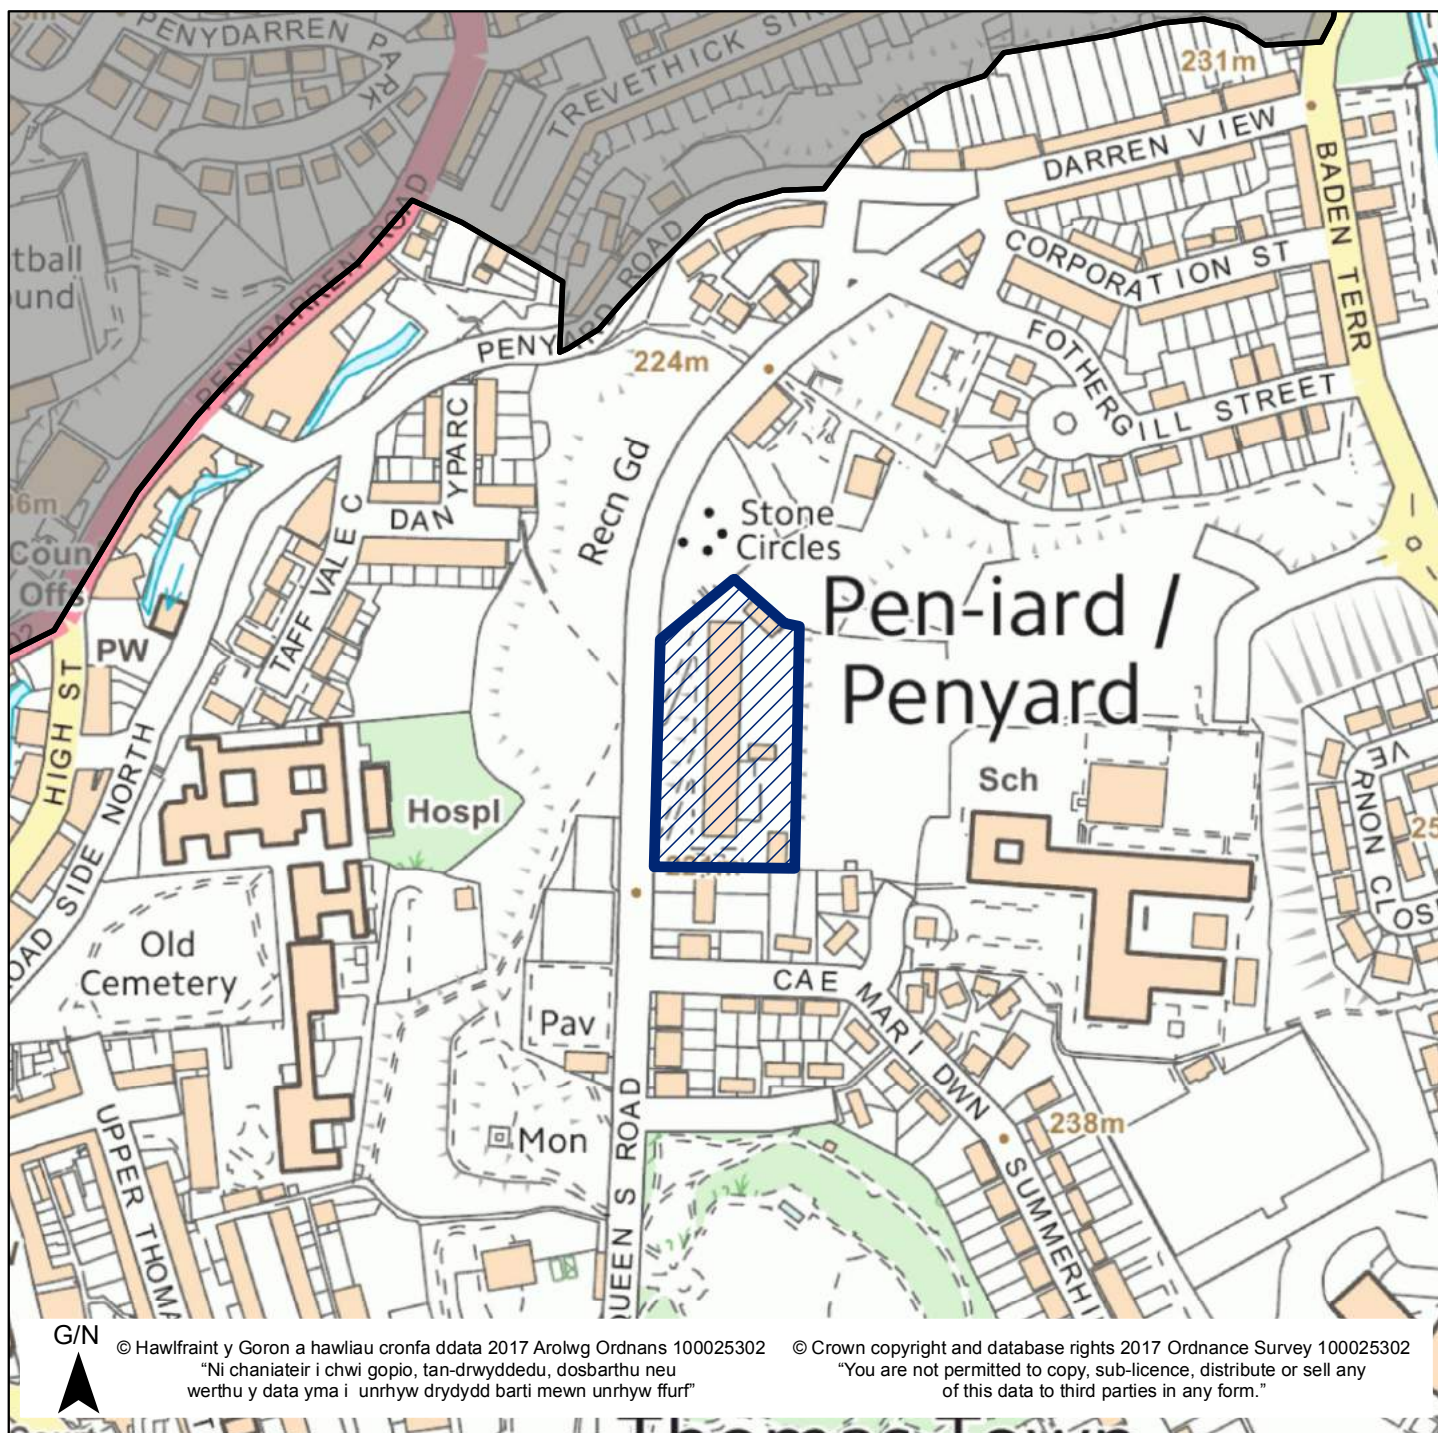 PENYDARREN PARK
TREVETHICK
231m
DARREN VIEW
BADEN TERR
CORPORATION ST
PENYDARREN ROAD
PENYARD ROAD
224m
FOTHERGILL STREET
DAN Y PARC
Recn Gd
Stone
Circles
TAFF VALE C
Coun
Offs
PW
Pen-iard /
Penyard
HIGH ST
ROAD SIDE NORTH
Hospl
Sch
VERNON CLOSE
Old
Cemetery
CAE MARI DWN
Pav
Mon
238m
QUEEN S ROAD
UPPER THOMA
SUMMERHI
G/N
© Hawlfraint y Goron a hawliau cronfa ddata 2017 Arolwg Ordnans 100025302
“Ni chaniateir i chwi gopio, tan-drwyddedu, dosbarthu neu
werthu y data yma i unrhyw drydydd barti mewn unrhyw ffurf”
© Crown copyright and database rights 2017 Ordnance Survey 100025302
“You are not permitted to copy, sub-licence, distribute or sell any
of this data to third parties in any form.”